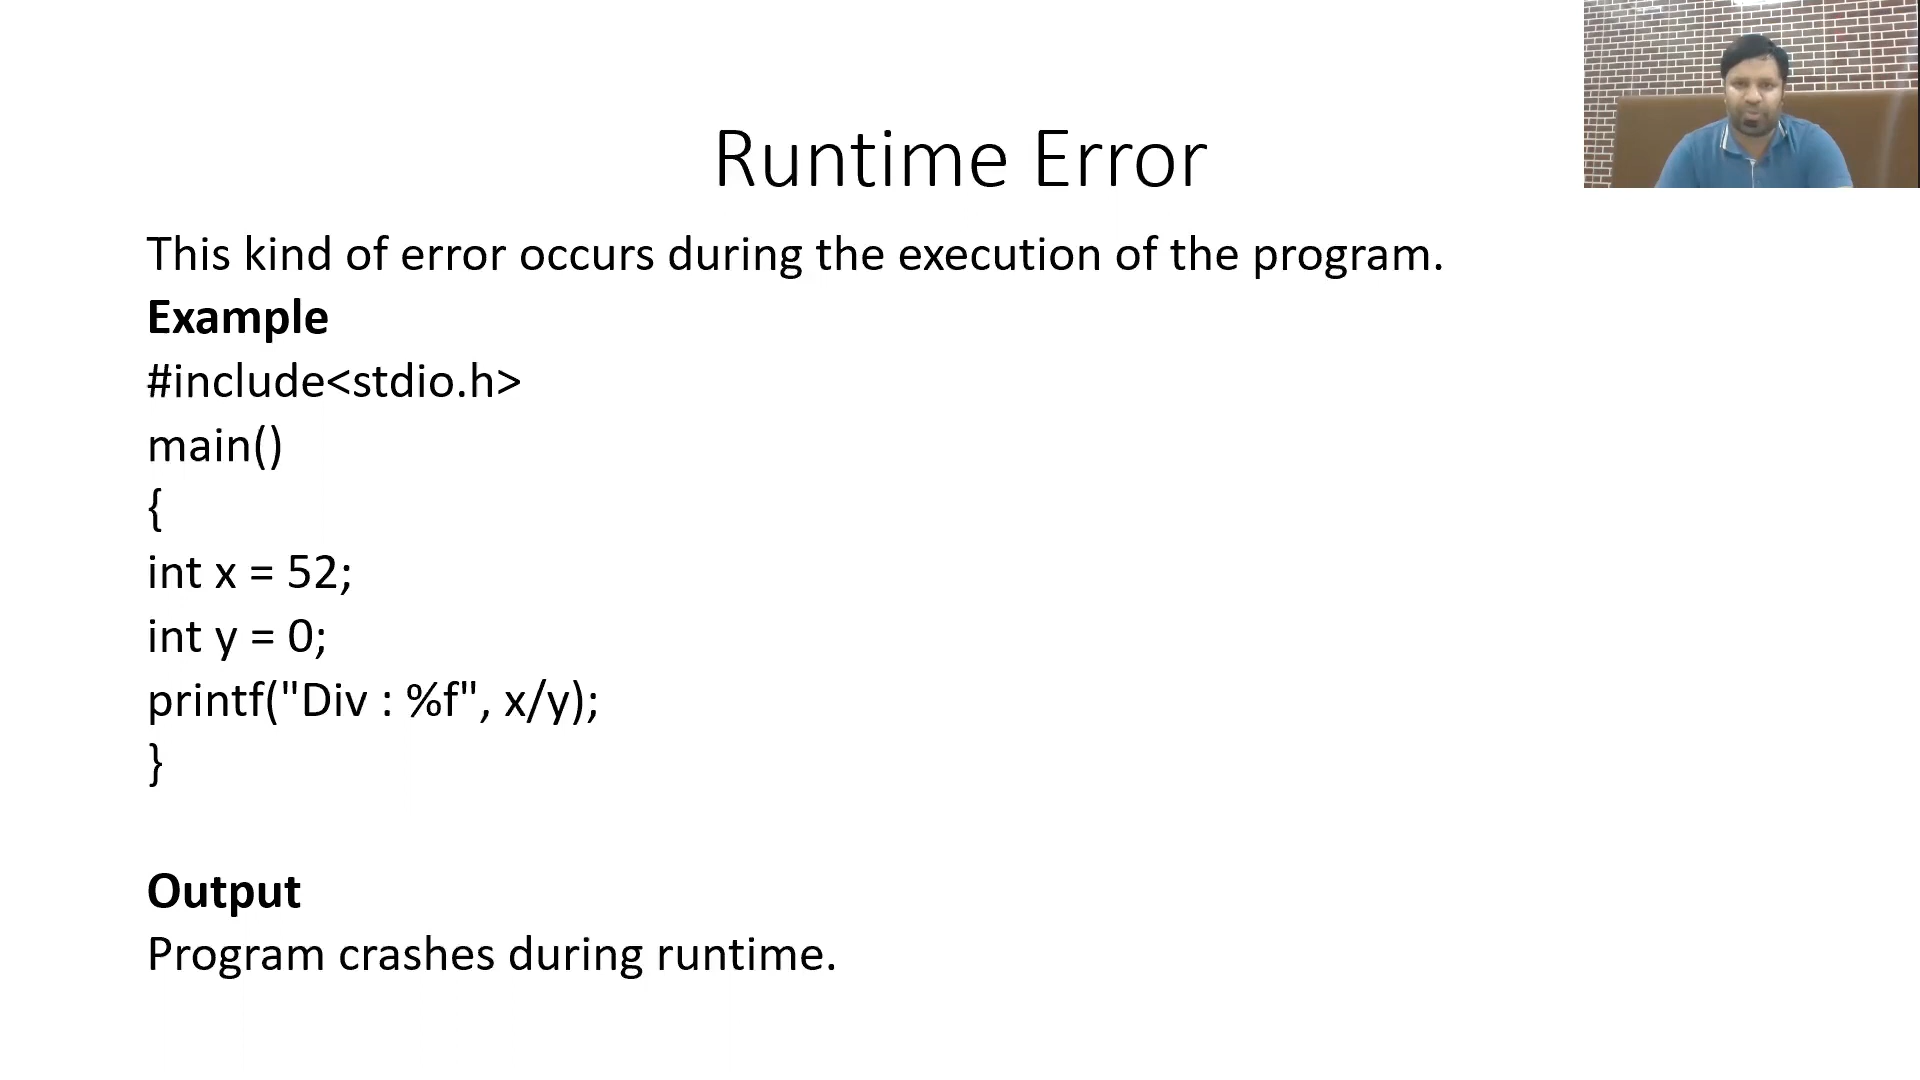 Runtime Error
This kind of error occurs during the execution of the program.
Example
#include<stdio.h>
main()
{
int x = 52;
int y = 0;
printf("Div : %f", x/y);
}
Output
Program crashes during runtime.